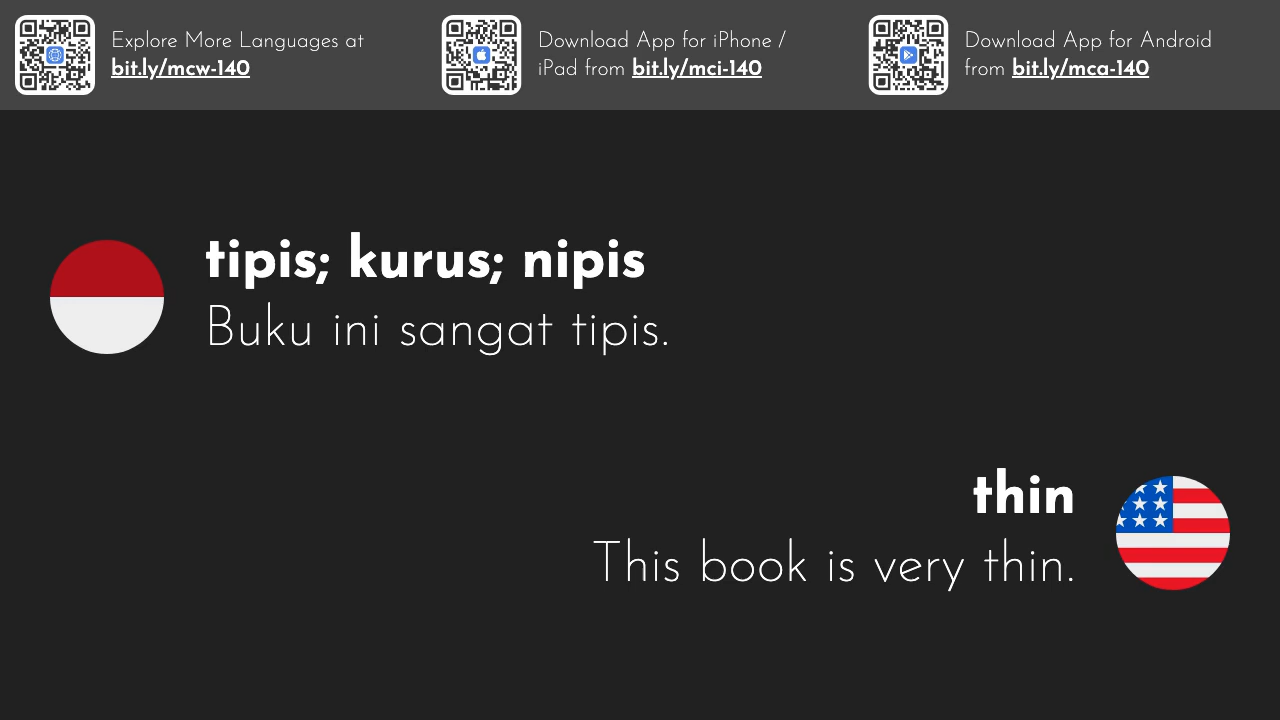 Explore More Languages at
bit.ly/mcw-140
Download App for iPhone /
iPad from bit.ly/mci-140
Download App for Android
from bit.ly/mca-140
tipis; kurus; nipis
Buku ini sangat tipis.
thin
This book is very thin.